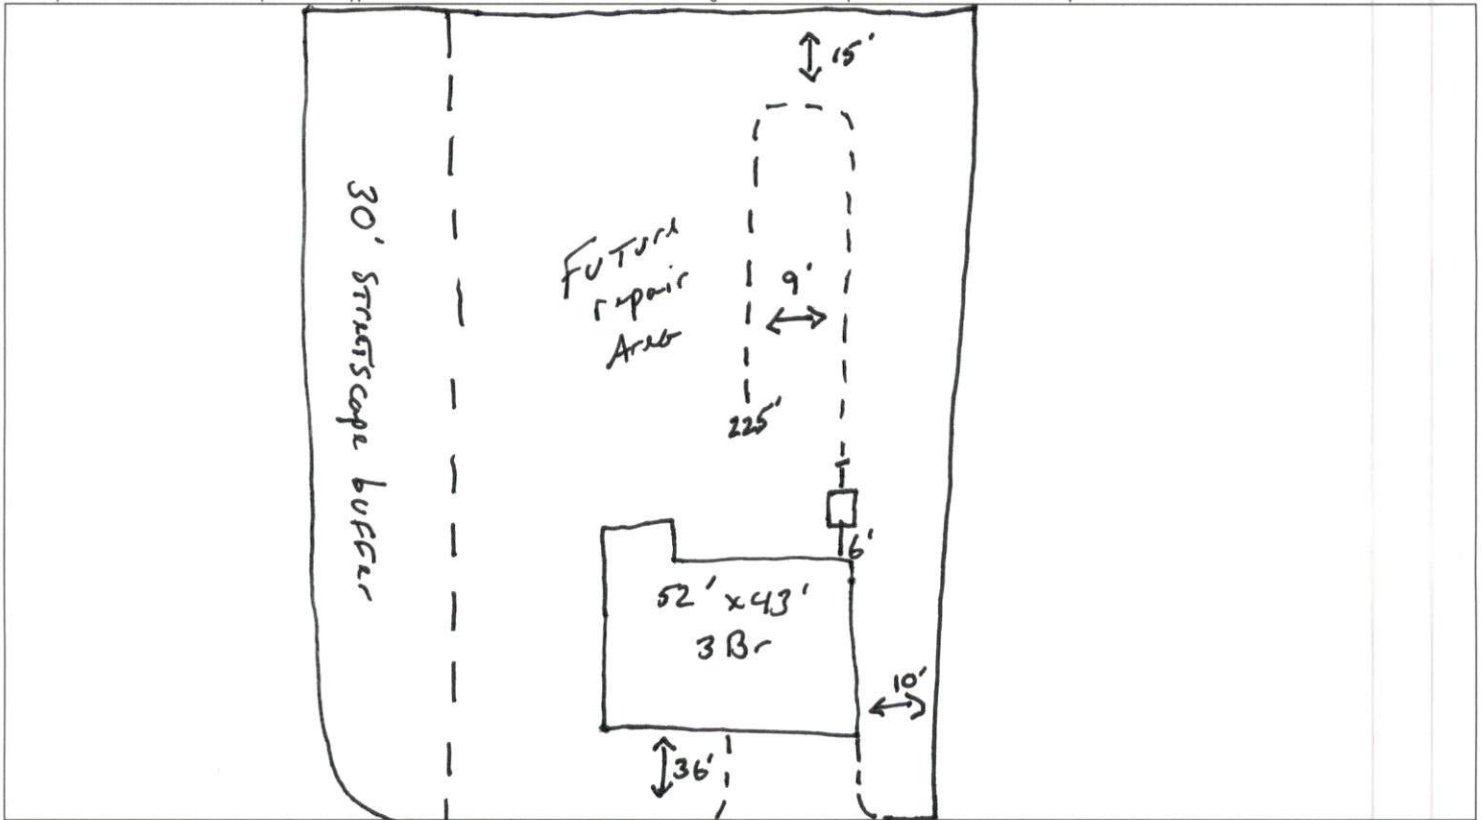 15'
30' STreeTScape buFFer
FuTure
repair
Area
9'
225'
6'
52' x 43'
3 Br
10'
36'